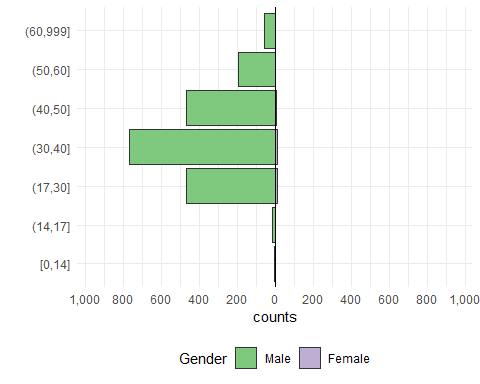 (60,999]
(50,60]
(40,50]
(30,40]
(17,30]
(14,17]
[0,14]
1,000 800 600 400 200 0 200 400 600 800 1,000
counts
Gender Male Female